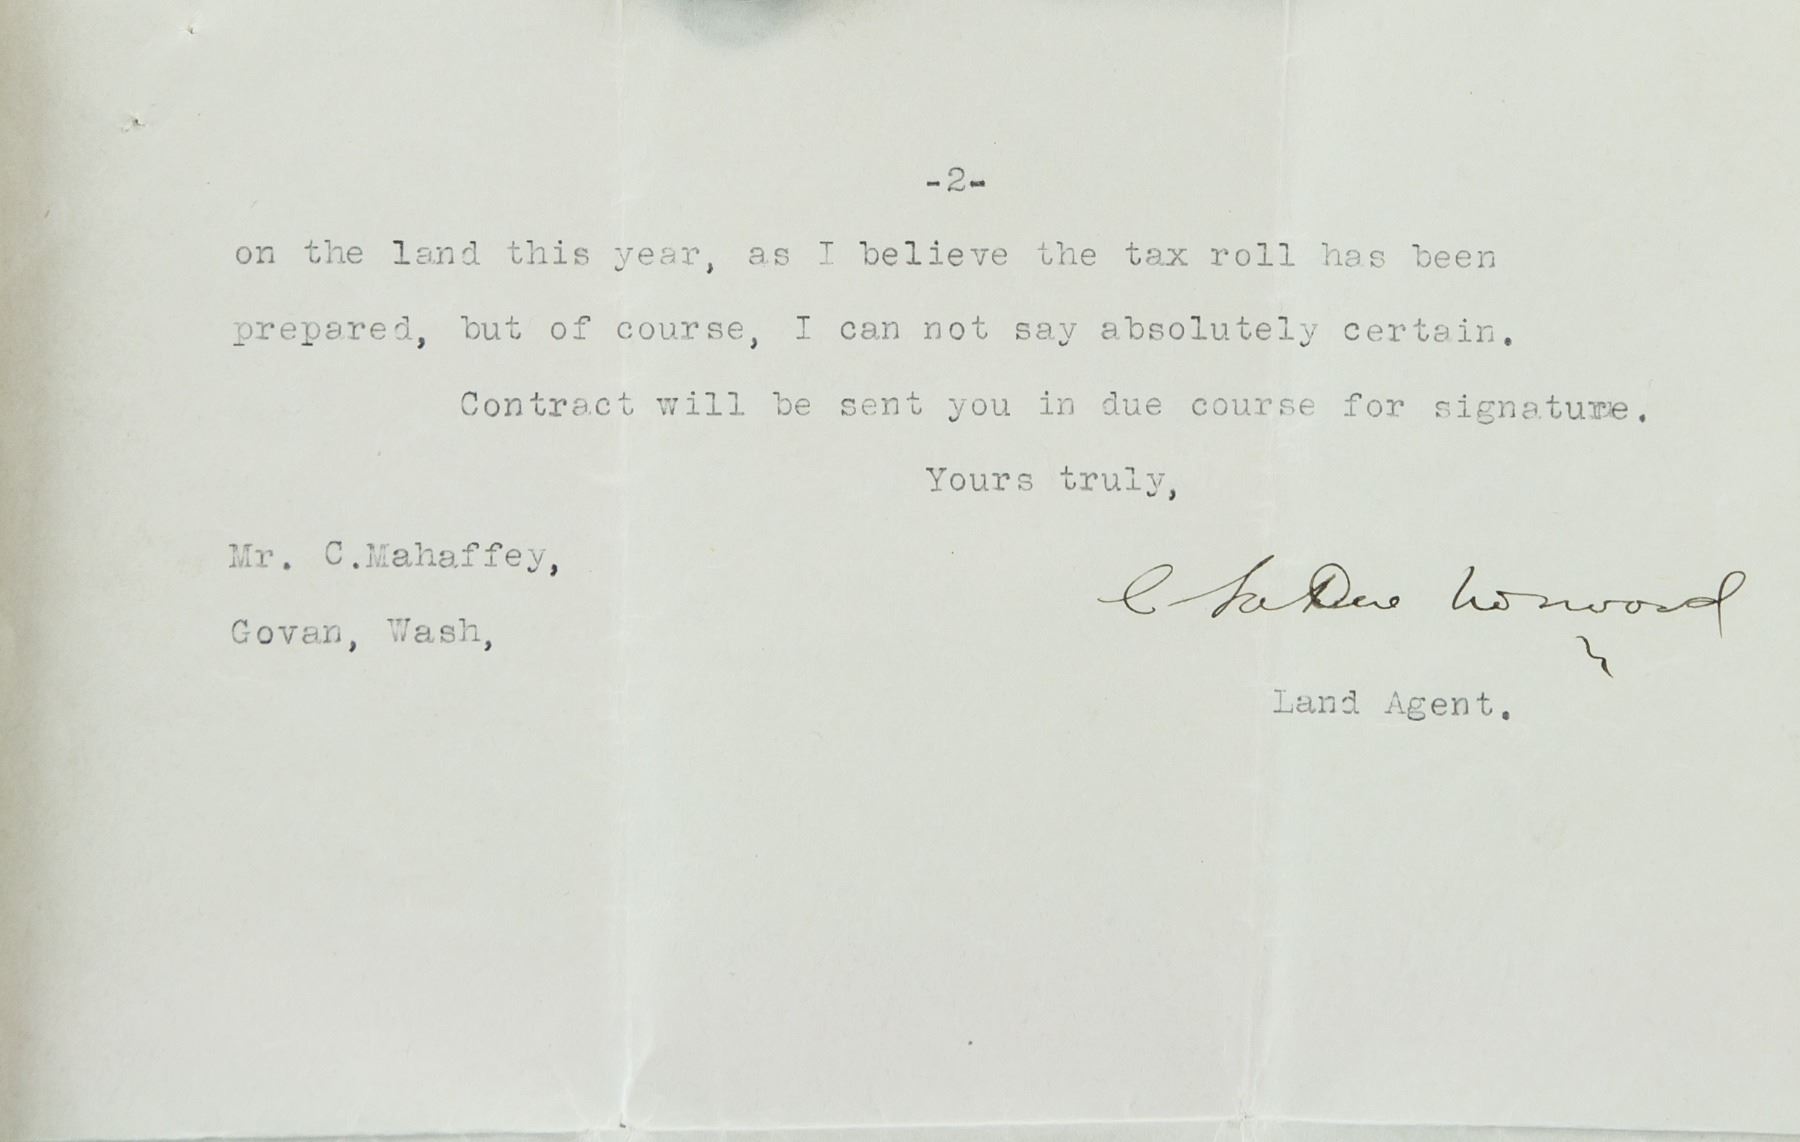 -2-
on the land this year, as I believe the tax roll has been
prepared, but of course, I can not say absolutely certain.
Contract will be sent you in due course for signature.
Yours truly,
Mr. C.Mahaffey,
Govan, Wash,
Norwood
Land Agent.